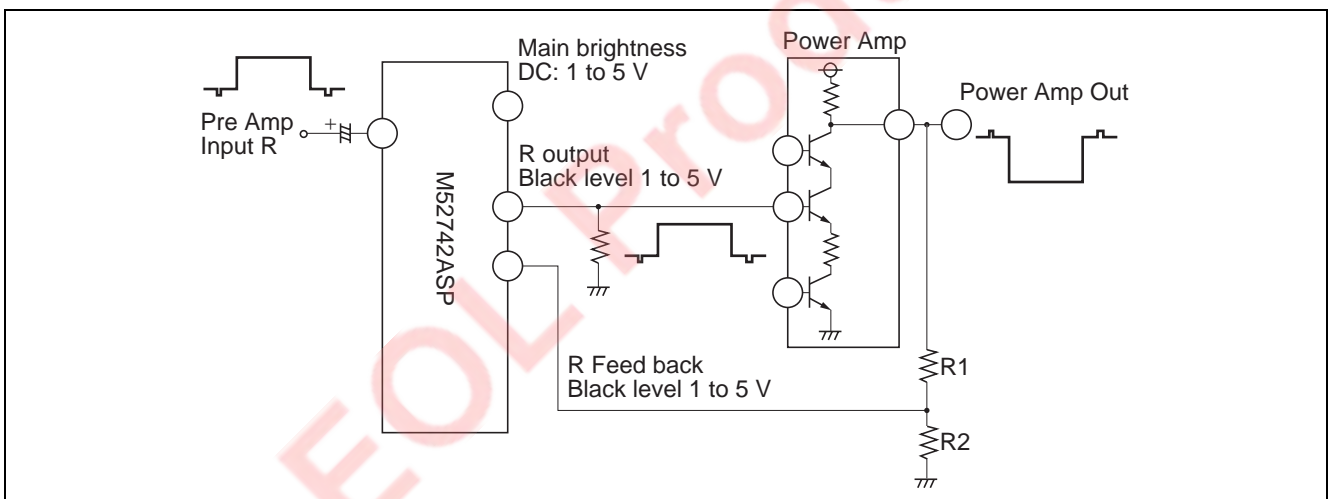 Main brightness
DC: 1 to 5 V
Power Amp
Power Amp Out
Pre Amp
Input R
+
R output
Black level 1 to 5 V
M52742ASP
R Feed back
Black level 1 to 5 V
R1
R2
EOL Produ